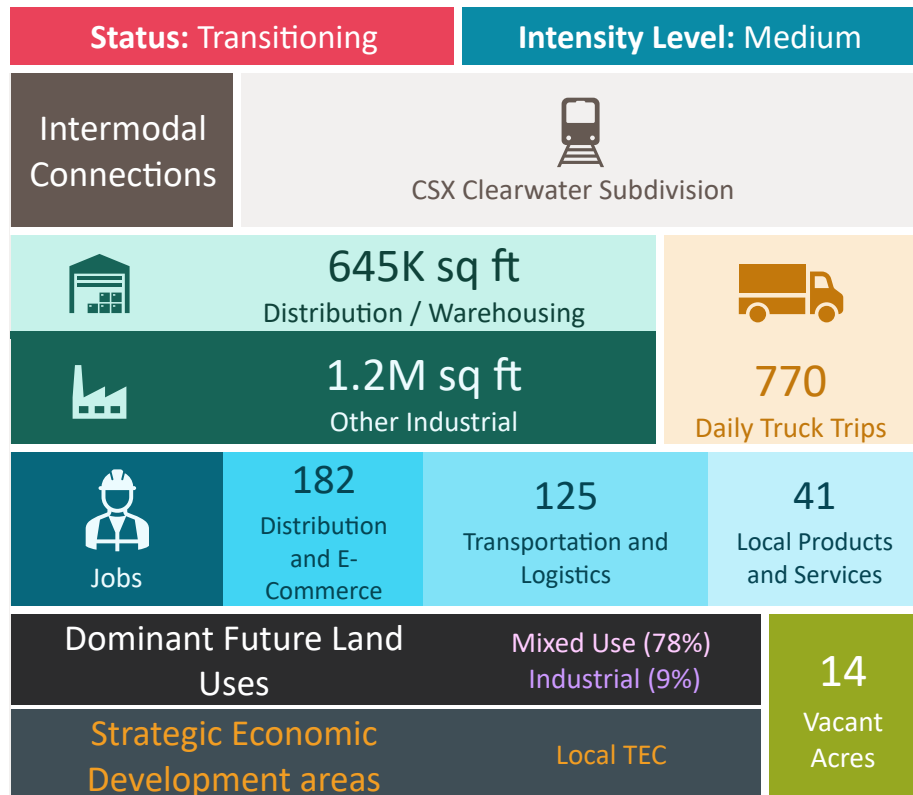 Status: Transitioning
Intensity Level: Medium
Intermodal
Connections
CSX Clearwater Subdivision
645K sq ft
Distribution / Warehousing
1.2M sq ft
Other Industrial
770
Daily Truck Trips
Jobs
182
Distribution
and E-
Commerce
125
Transportation and
Logistics
41
Local Products
and Services
Dominant Future Land
Uses
Mixed Use (78%)
Industrial (9%)
Strategic Economic
Development areas
Local TEC
14
Vacant
Acres